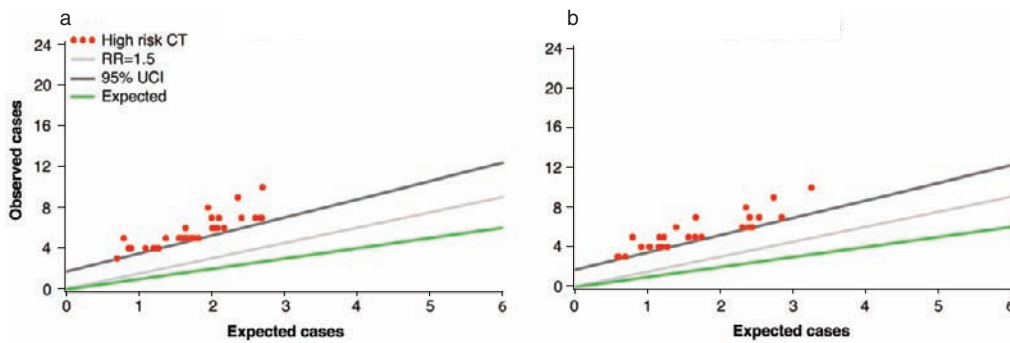 a
24
20
16
12
8
4
0
Observed cases
High risk CT
RR=1.5
95% UCI
Expected
0 1 2 3 4 5 6
Expected cases
b
24
20
16
12
8
4
0
0 1 2 3 4 5 6
Expected cases